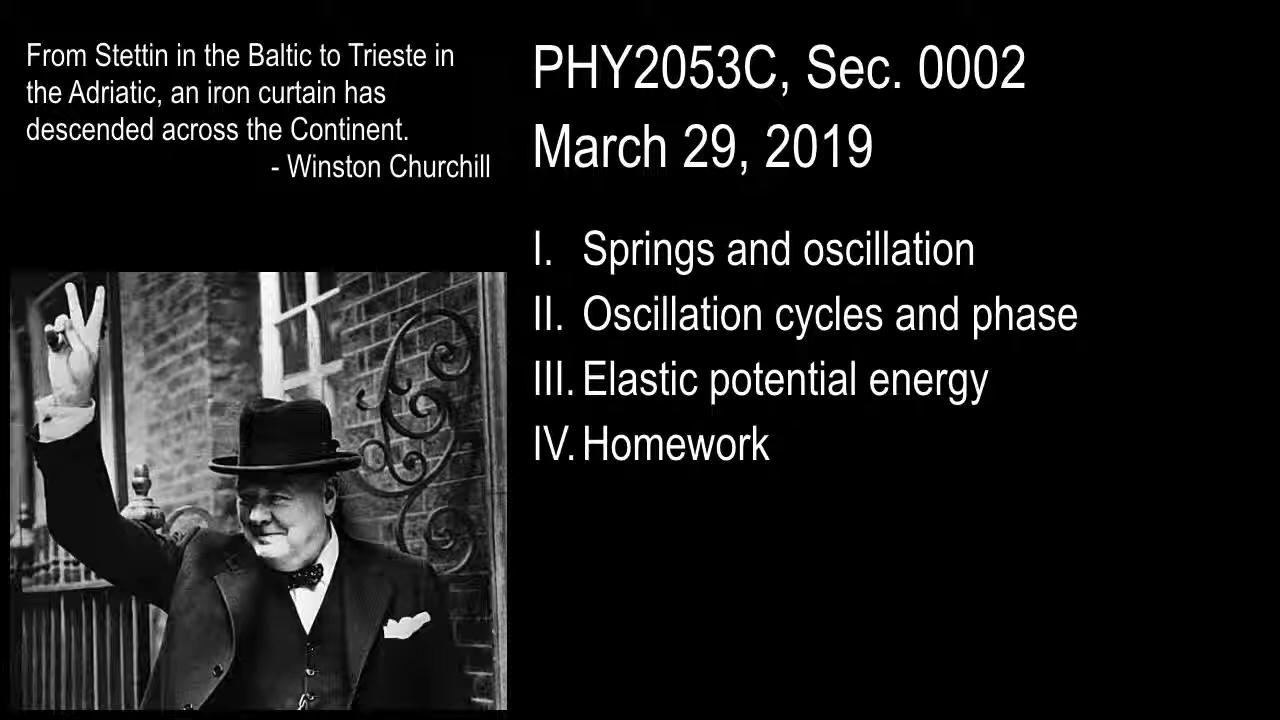 From Stettin in the Baltic to Trieste in
the Adriatic, an iron curtain has
descended across the Continent.
- Winston Churchill
PHY2053C, Sec. 0002
March 29, 2019
I. Springs and oscillation
II. Oscillation cycles and phase
III. Elastic potential energy
IV. Homework